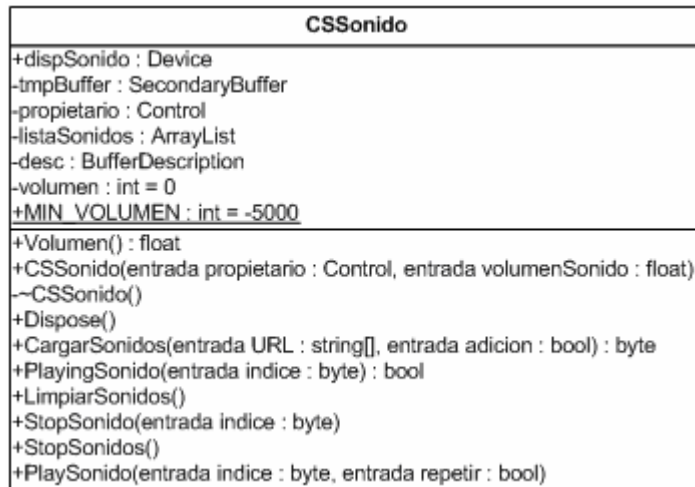 CSSonido
+dispSonido : Device
-tmpBuffer : SecondaryBuffer
-propietario : Control
-listaSonidos : ArrayList
-desc : BufferDescription
-volumen : int = 0
+MIN_VOLUMEN : int = -5000
+Volumen() : float
+CSSonido(entrada propietario : Control, entrada volumenSonido : float)
-~CSSonido()
+Dispose()
+CargarSonidos(entrada URL : string[], entrada adicion : bool) : byte
+PlayingSonido(entrada indice : byte) : bool
+LimpiarSonidos()
+StopSonido(entrada indice : byte)
+StopSonidos()
+PlaySonido(entrada indice : byte, entrada repetir : bool)